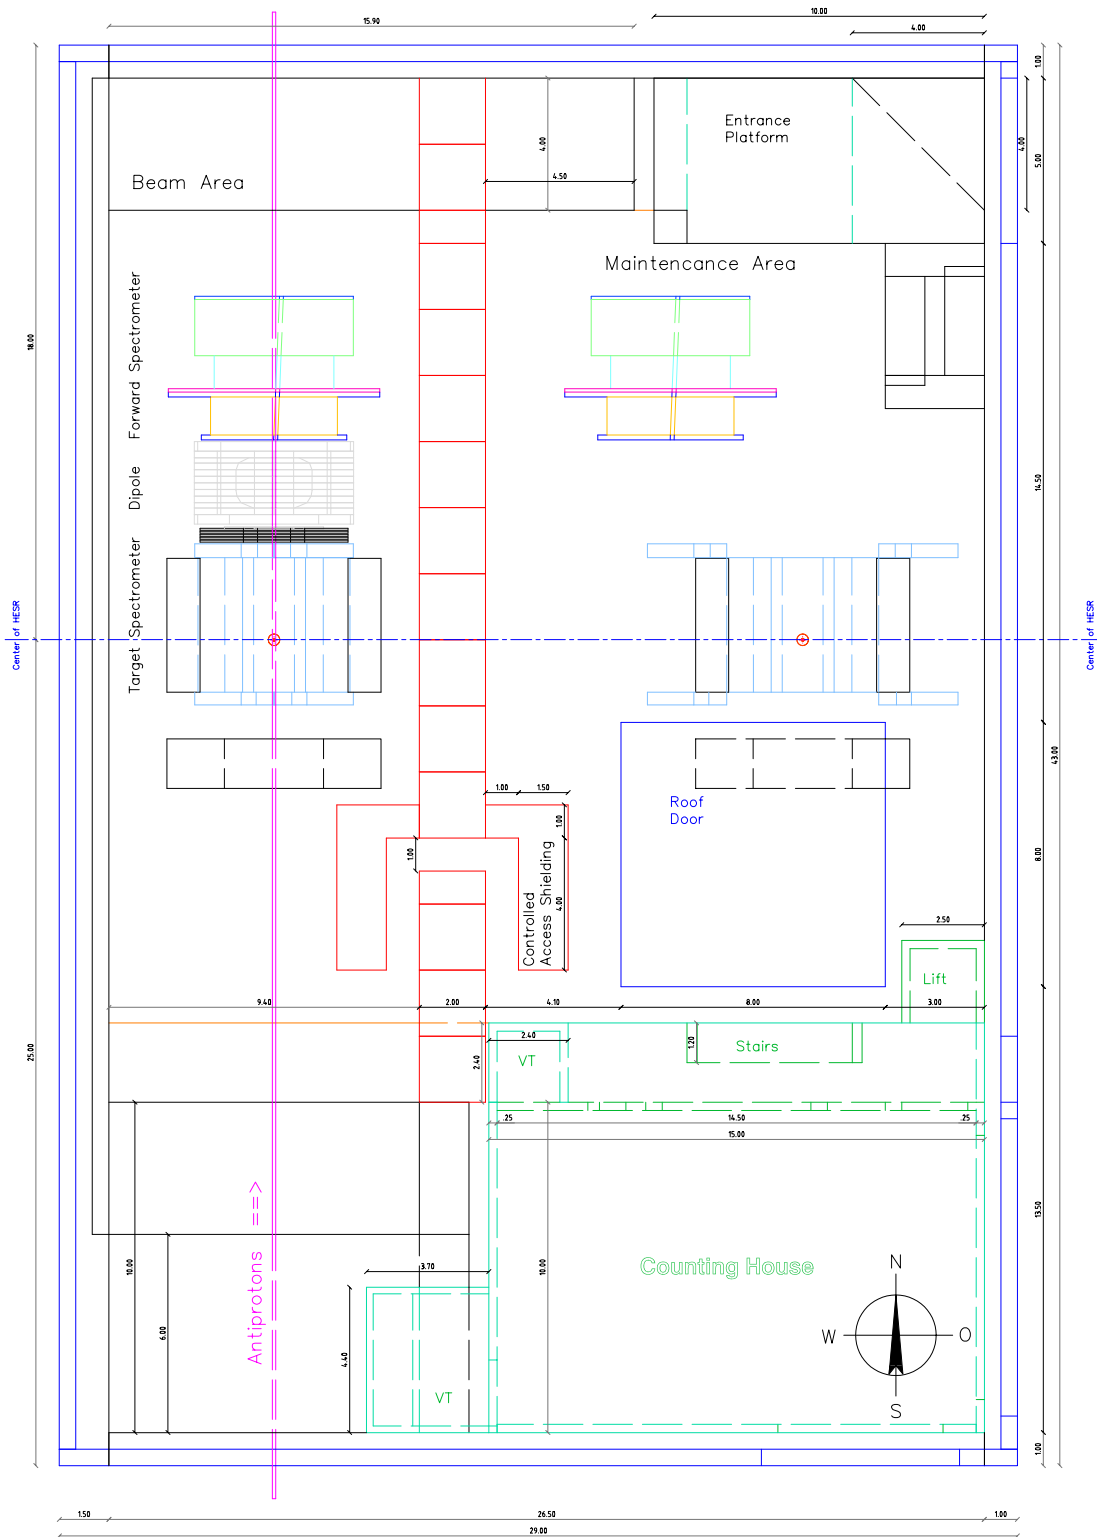 10.00
15.90
4.00
1.00
Entrance
Platform
4.00
4.00
5.00
4.50
Beam Area
Maintencance Area
Forward Spectrometer
18.00
Dipole
14.50
Target Spectrometer
Center of HESR
Center of HESR
43.00
1.00
1.50
Roof
Door
1.00
1.00
8.00
Controlled
Access Shielding
4.00
2.50
Lift
9.40
2.00
4.10
8.00
3.00
25.00
2.40
2.40
VT
1.20
Stairs
.25
14.50
.25
15.00
Antiprotons ==>
10.00
10.00
13.50
6.00
3.70
Counting House
N
W
O
S
4.40
VT
1.00
1.50
26.50
1.00
29.00